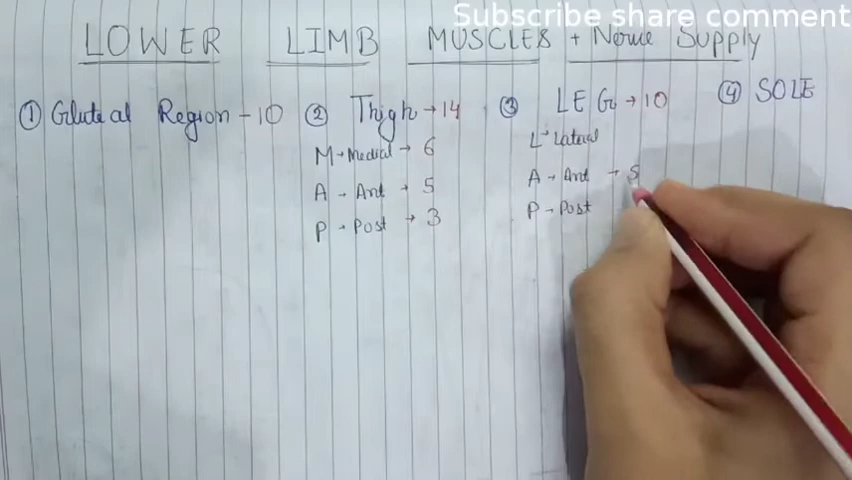 Subscribe share comment
LOWER LIMB MUSCLES + Nerve Supply
① Gluteal Region - 10 ② Thigh → 14 ③ LEG → 10 ④ SOLE
M → Medial → 6
A → Ant → 5
P → Post → 3
L → Lateral
A → Ant → 5
P → Post